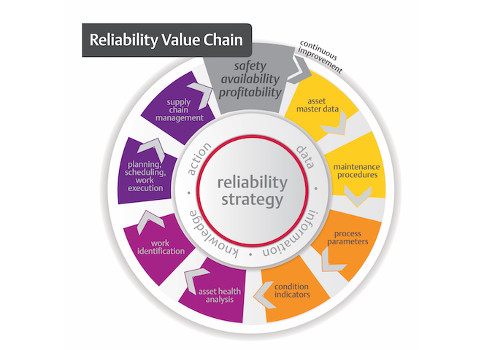 Reliability Value Chain
continuous
improvement
safety
availability
profitability
asset
master data
maintenance
procedures
process
parameters
condition
indicators
asset health
analysis
work
identification
planning,
scheduling,
work
execution
supply
chain
management
data
information
knowledge
action
reliability
strategy